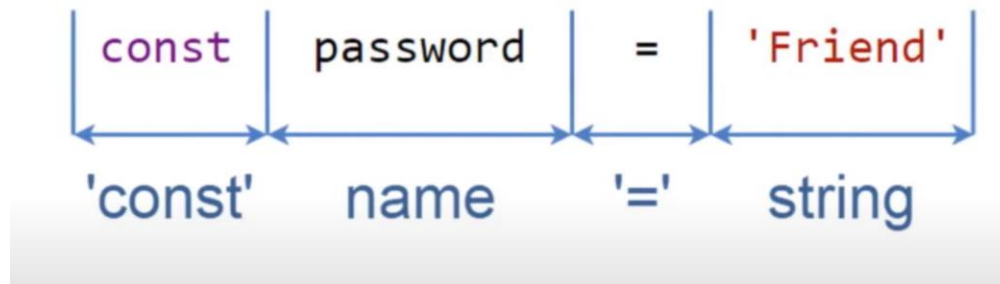 const password = 'Friend'
'const' name '=' string